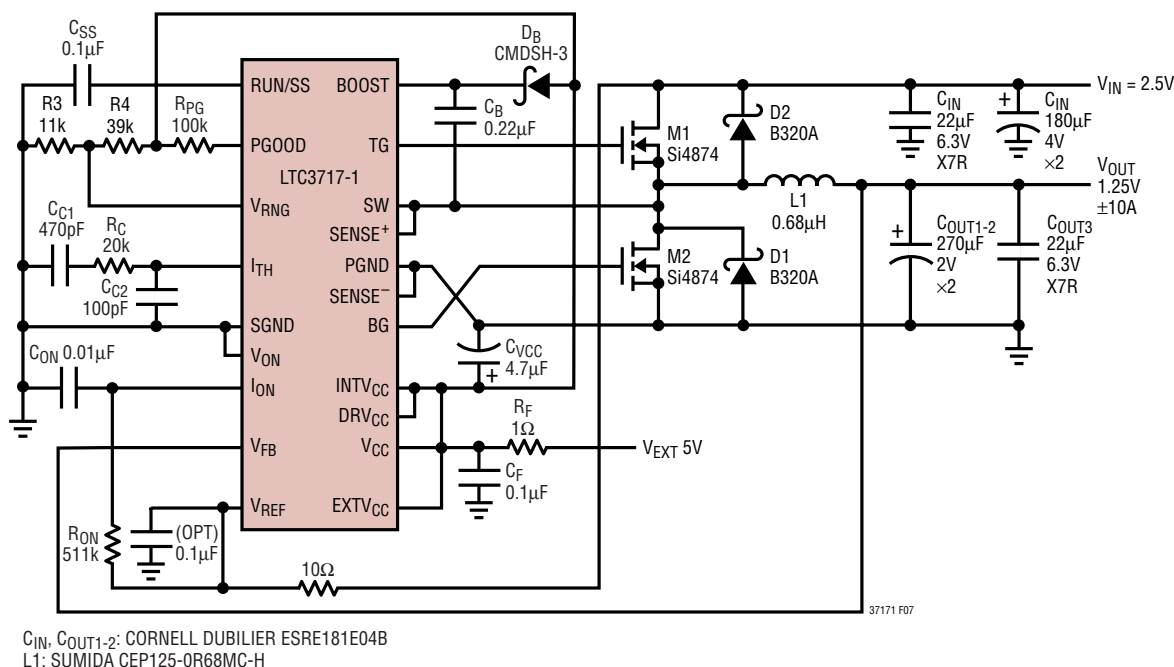 CSS
0.1µF
R3
11k
R4
39k
RPG
100k
CC1
470pF
RC
20k
CC2
100pF
CON 0.01µF
RON
511k
(OPT)
0.1µF
10Ω
RUN/SS
PGOOD
LTC3717-1
VRNG
ITH
SGND
VON
ION
VFB
VREF
BOOST
TG
SW
SENSE+
PGND
SENSE–
BG
INTVCC
DRVCC
VCC
EXTVCC
DB
CMDSH-3
CB
0.22µF
M1
Si4874
D2
B320A
L1
0.68µH
M2
Si4874
D1
B320A
CVCC
4.7µF
+
RF
1Ω
VEXT 5V
CF
0.1µF
CIN
22µF
6.3V
X7R
+
CIN
180µF
4V
×2
VIN = 2.5V
VOUT
1.25V
±10A
+
COUT1-2
270µF
2V
×2
COUT3
22µF
6.3V
X7R
37171 F07
CIN, COUT1-2: CORNELL DUBILIER ESRE181E04B
L1: SUMIDA CEP125-0R68MC-H